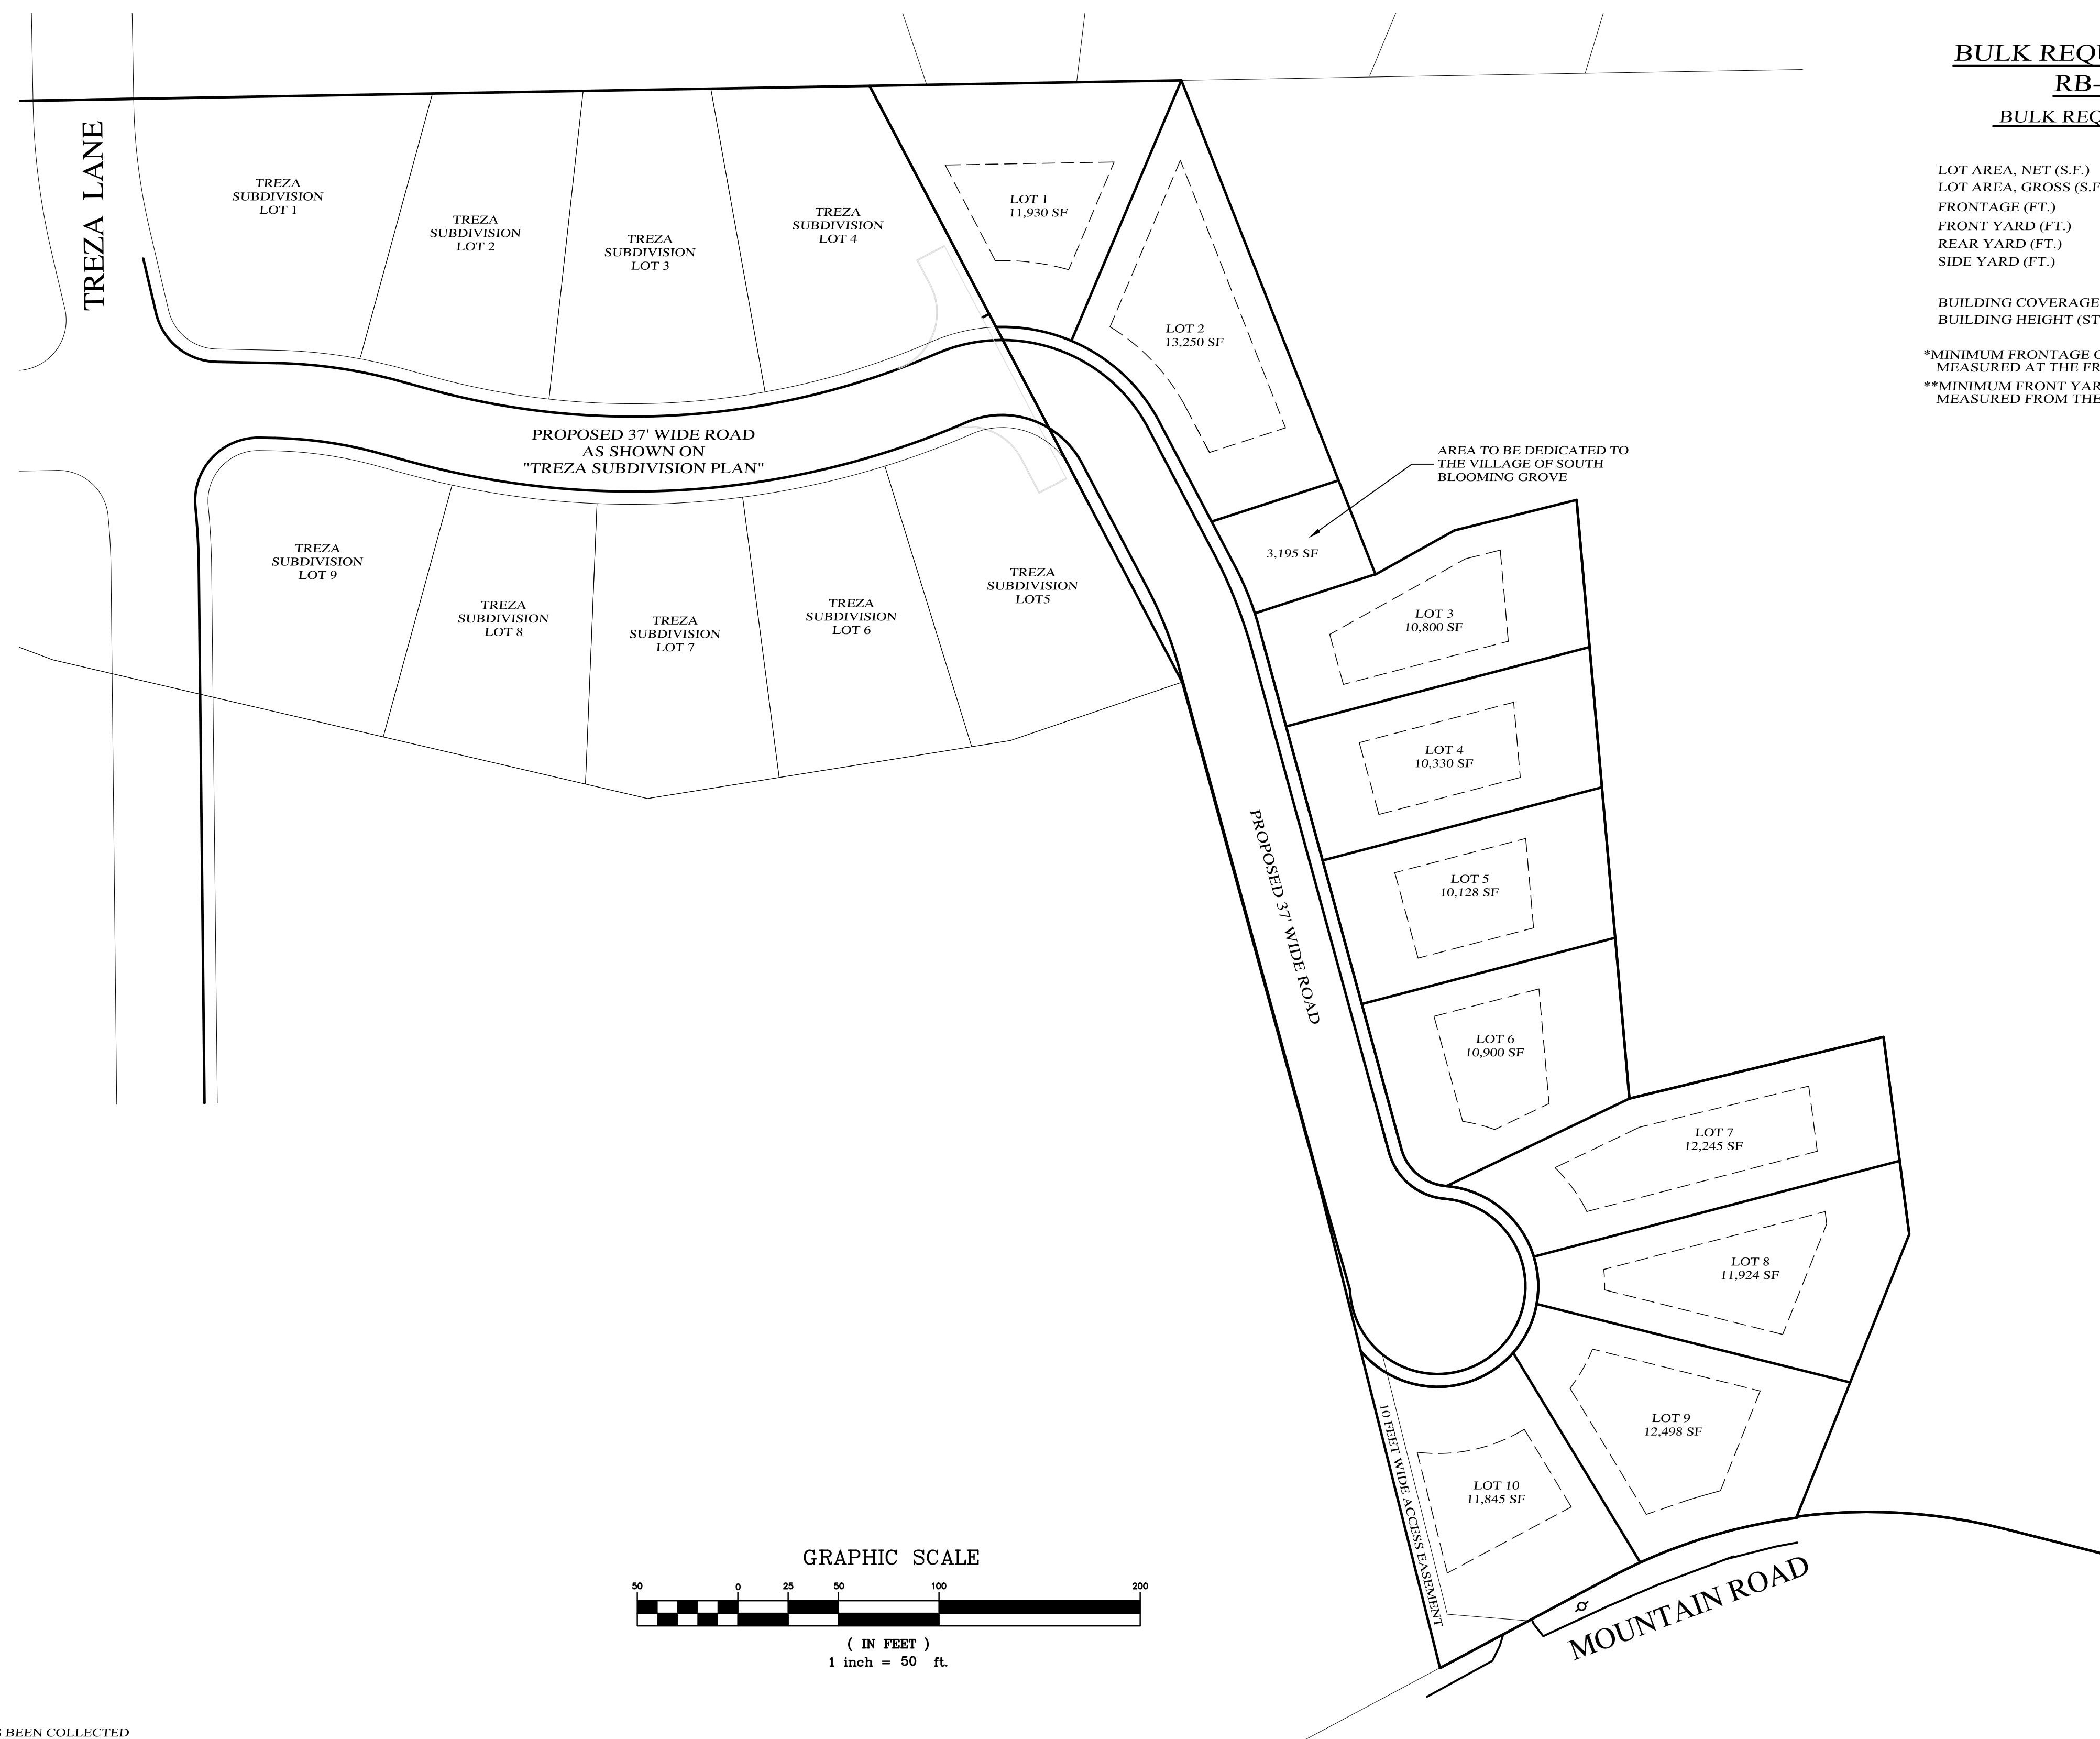 BULK REQU
RB-
BULK REQ
LOT AREA, NET (S.F.)
LOT AREA, GROSS (S.F
FRONTAGE (FT.)
FRONT YARD (FT.)
REAR YARD (FT.)
SIDE YARD (FT.)
BUILDING COVERAGE
BUILDING HEIGHT (ST
*MINIMUM FRONTAGE
MEASURED AT THE FR
**MINIMUM FRONT YAR
MEASURED FROM THE
TREZA LANE
TREZA
SUBDIVISION
LOT 1
TREZA
SUBDIVISION
LOT 2
TREZA
SUBDIVISION
LOT 3
TREZA
SUBDIVISION
LOT 4
LOT 1
11,930 SF
LOT 2
13,250 SF
PROPOSED 37' WIDE ROAD
AS SHOWN ON
"TREZA SUBDIVISION PLAN"
AREA TO BE DEDICATED TO
THE VILLAGE OF SOUTH
BLOOMING GROVE
3,195 SF
TREZA
SUBDIVISION
LOT 9
TREZA
SUBDIVISION
LOT 8
TREZA
SUBDIVISION
LOT 7
TREZA
SUBDIVISION
LOT 6
TREZA
SUBDIVISION
LOT5
LOT 3
10,800 SF
LOT 4
10,330 SF
PROPOSED 37' WIDE ROAD
LOT 5
10,128 SF
LOT 6
10,900 SF
LOT 7
12,245 SF
LOT 8
11,924 SF
LOT 9
12,498 SF
LOT 10
11,845 SF
10 FEET WIDE ACCESS EASEMENT
MOUNTAIN ROAD
GRAPHIC SCALE
50 0 25 50 100 200
( IN FEET )
1 inch = 50 ft.
S BEEN COLLECTED